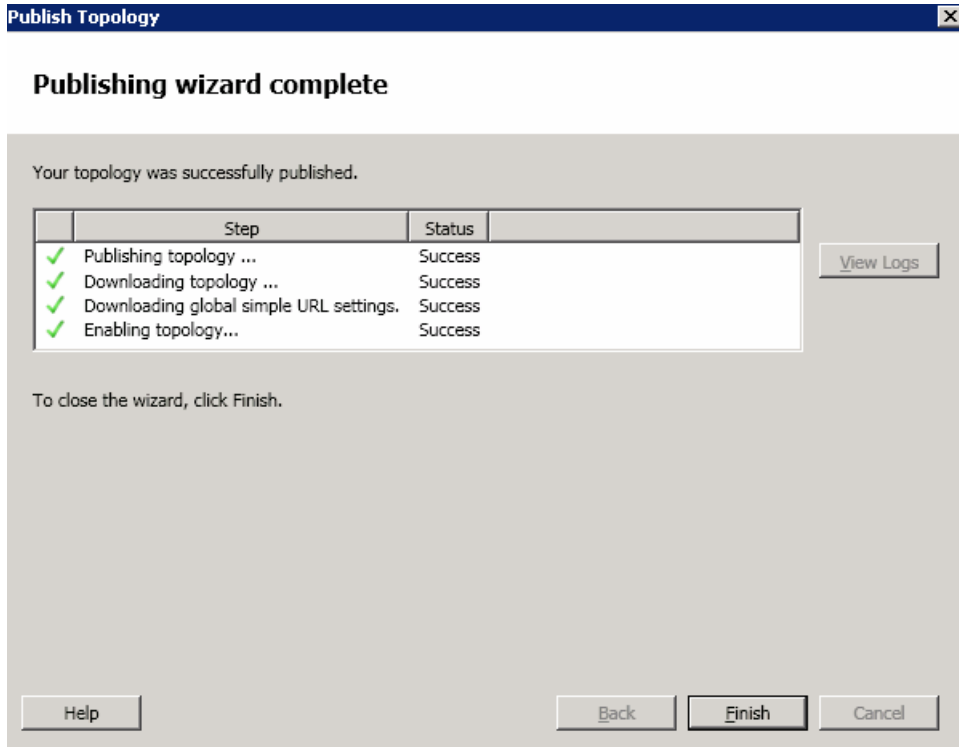 Publish Topology
Publishing wizard complete
Your topology was successfully published.
Step Status
Publishing topology ... Success
Downloading topology ... Success
Downloading global simple URL settings. Success
Enabling topology... Success
View Logs
To close the wizard, click Finish.
Help Back Finish Cancel